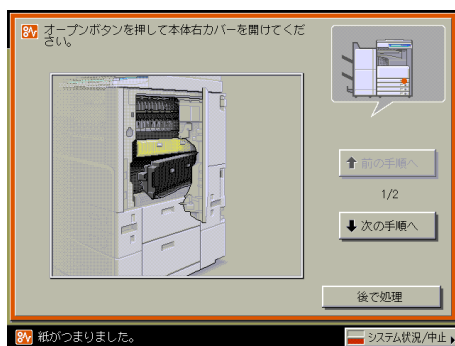 オープンボタンを押して本体右カバーを開けてくだ
さい。
前の手順へ
1/2
次の手順へ
後で処理
紙がつまりました。
システム状況/中止